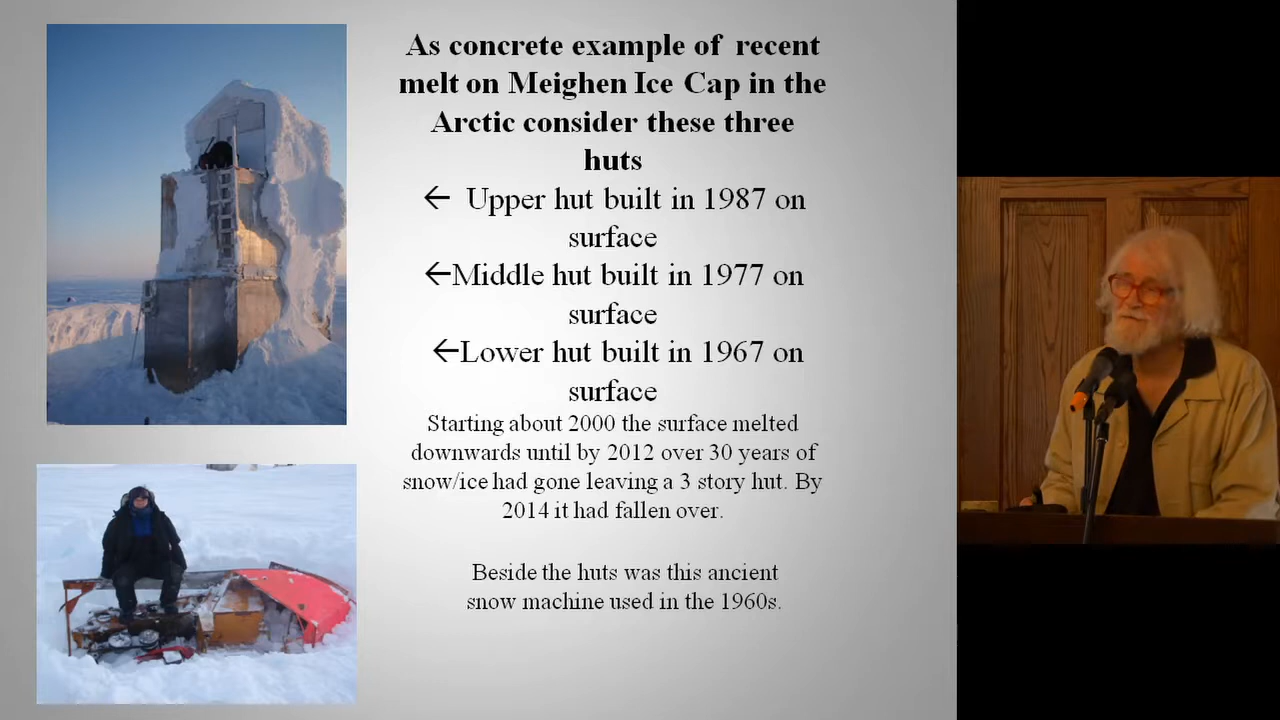 As concrete example of recent
melt on Meighen Ice Cap in the
Arctic consider these three
huts
← Upper hut built in 1987 on
surface
←Middle hut built in 1977 on
surface
←Lower hut built in 1967 on
surface
Starting about 2000 the surface melted
downwards until by 2012 over 30 years of
snow/ice had gone leaving a 3 story hut. By
2014 it had fallen over.
Beside the huts was this ancient
snow machine used in the 1960s.